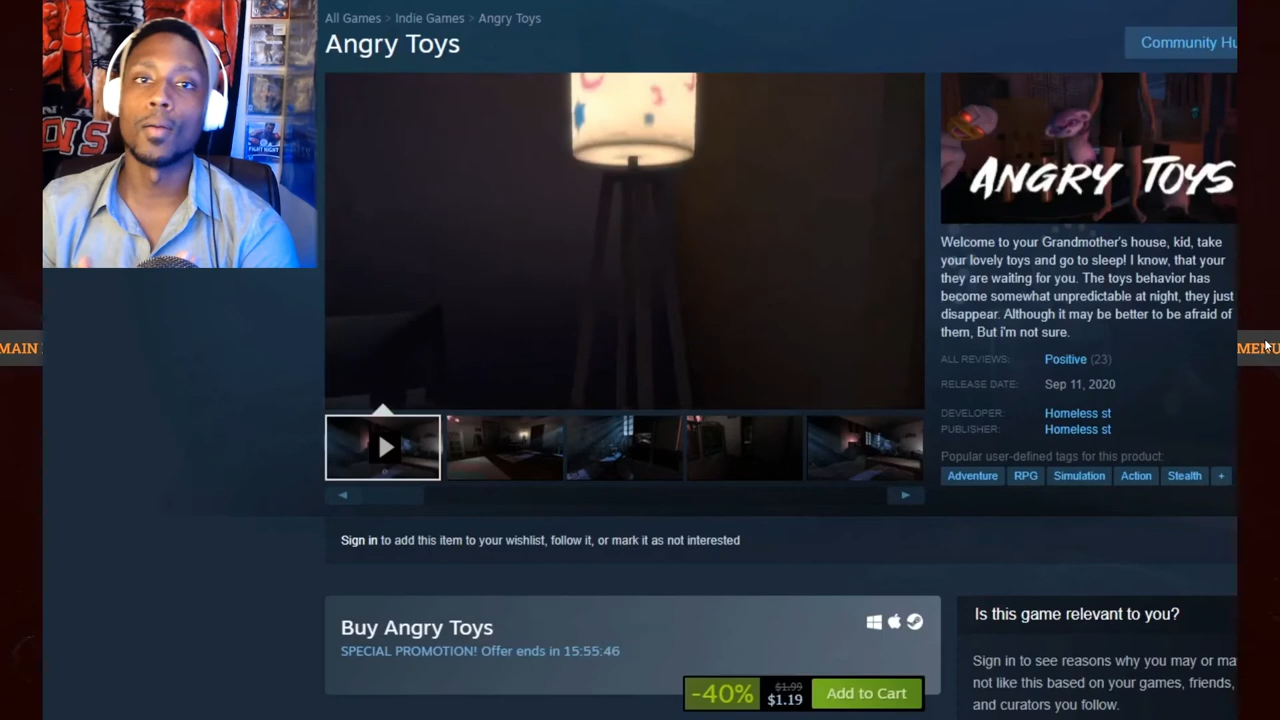 All Games > Indie Games > Angry Toys
Angry Toys
Community Hu
ANGRY TOYS
Welcome to your Grandmother's house, kid, take
your lovely toys and go to sleep! I know, that your
they are waiting for you. The toys behavior has
become somewhat unpredictable at night, they just
disappear. Although it may be better to be afraid of
them, But i'm not sure.
ALL REVIEWS: Positive (23)
RELEASE DATE: Sep 11, 2020
DEVELOPER: Homeless st
PUBLISHER: Homeless st
Popular user-defined tags for this product:
Adventure RPG Simulation Action Stealth +
MAIN
MENU
Sign in to add this item to your wishlist, follow it, or mark it as not interested
Buy Angry Toys
SPECIAL PROMOTION! Offer ends in 15:55:46
-40% $1.99 $1.19 Add to Cart
Is this game relevant to you?
Sign in to see reasons why you may or ma
not like this based on your games, friends,
and curators you follow.
FIGHT NIGHT